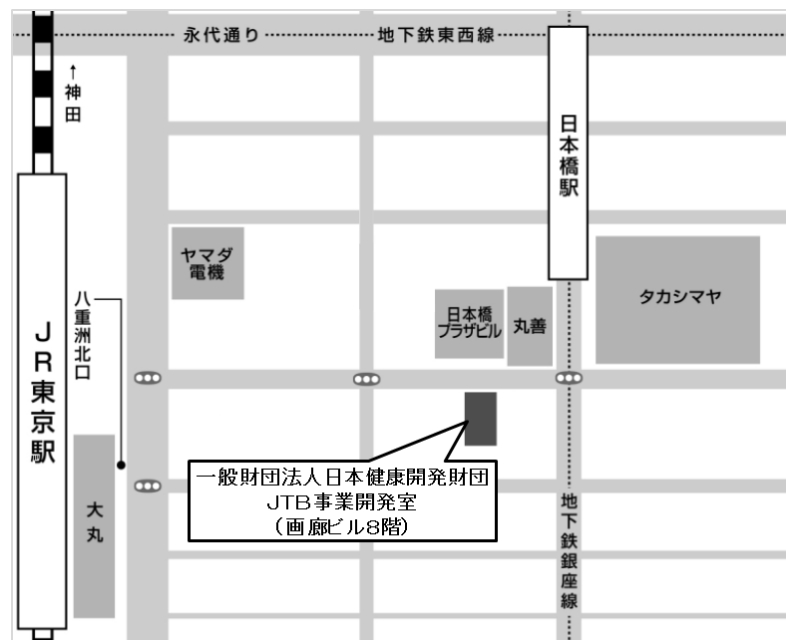 永代通り
地下鉄東西線
↑神田
日本橋駅
ヤマダ
電機
タカシマヤ
日本橋
プラザビル
丸善
八重洲北口
JR東京駅
一般財団法人日本健康開発財団
JTB事業開発室
(画廊ビル8階)
大丸
地下鉄銀座線